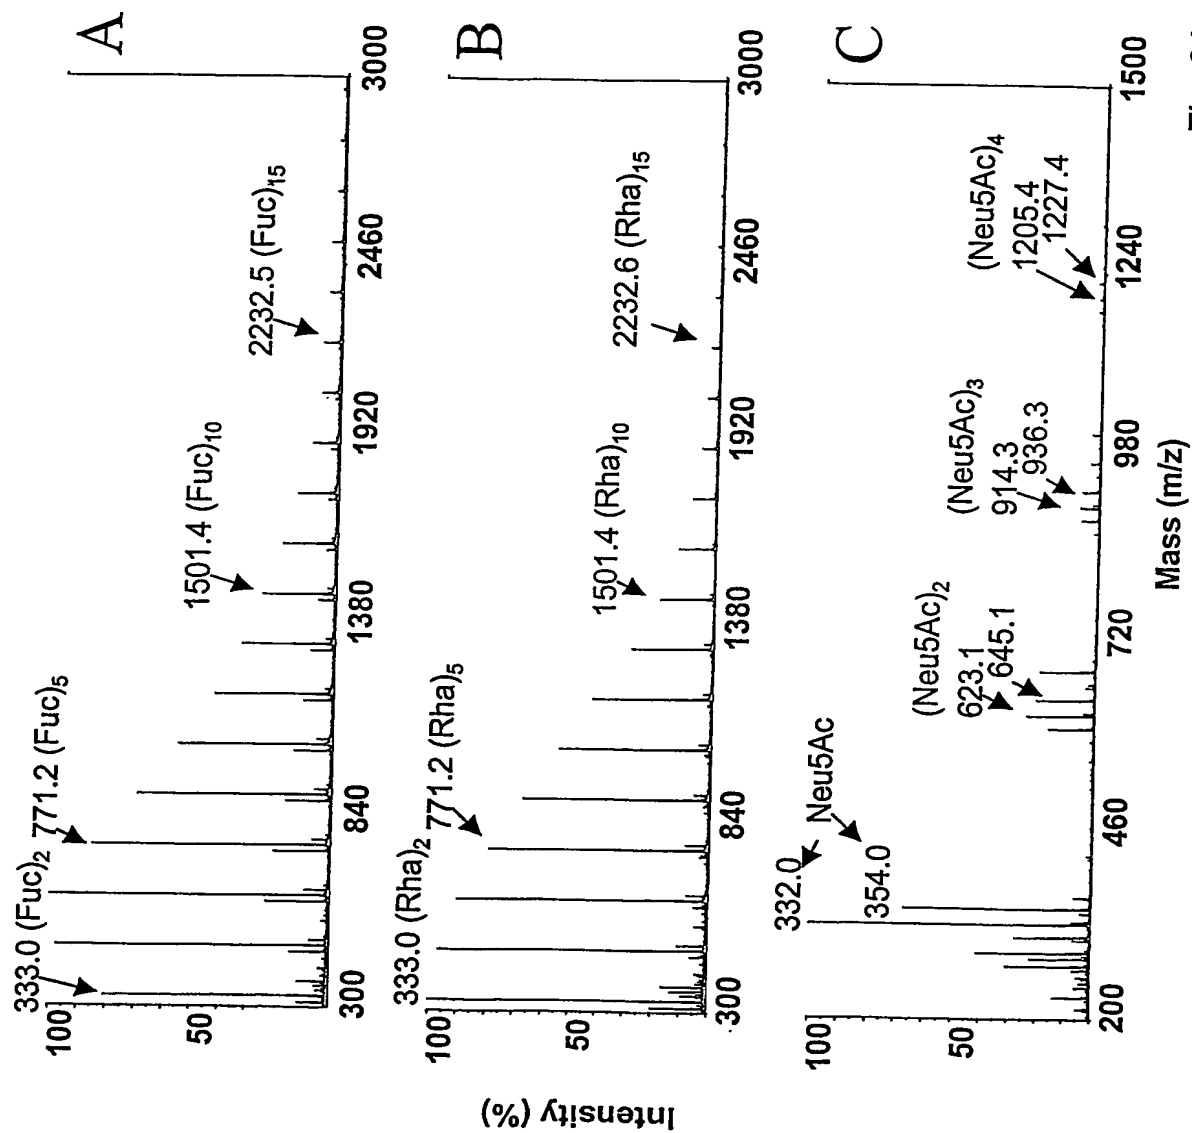 A
333.0 (Fuc)2
771.2 (Fuc)5
1501.4 (Fuc)10
2232.5 (Fuc)15
100
50
300
840
1380
1920
2460
3000
B
333.0 (Rha)2
771.2 (Rha)5
1501.4 (Rha)10
2232.6 (Rha)15
100
50
300
840
1380
1920
2460
3000
C
332.0
Neu5Ac
354.0
(Neu5Ac)2
623.1
645.1
(Neu5Ac)3
914.3
936.3
(Neu5Ac)4
1205.4
1227.4
100
50
200
460
720
980
1240
1500
Mass (m/z)
Intensity (%)